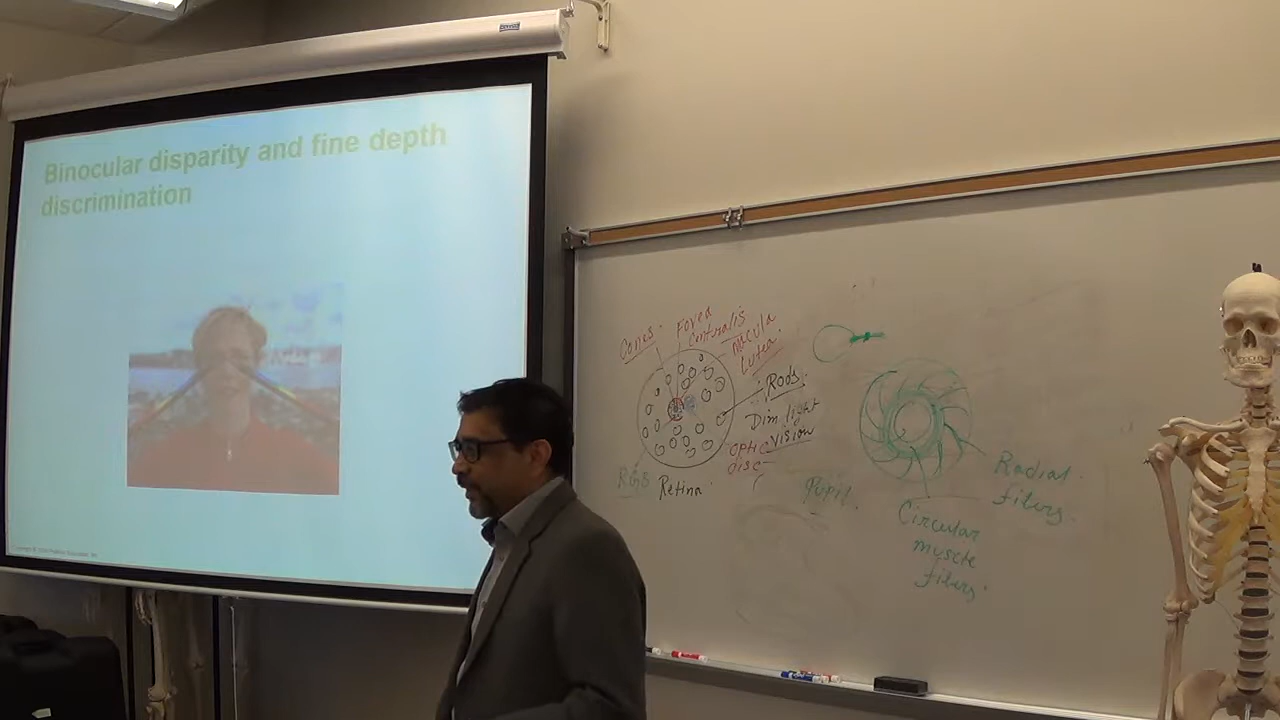 Binocular disparity and fine depth
discrimination
Cones
Fovea
Centralis
Macula
Lutea
Rods
Dim light
Vision
Optic
disc
RGS
Retina
Pupil
Radial
fibers
Circular
muscle
fibers